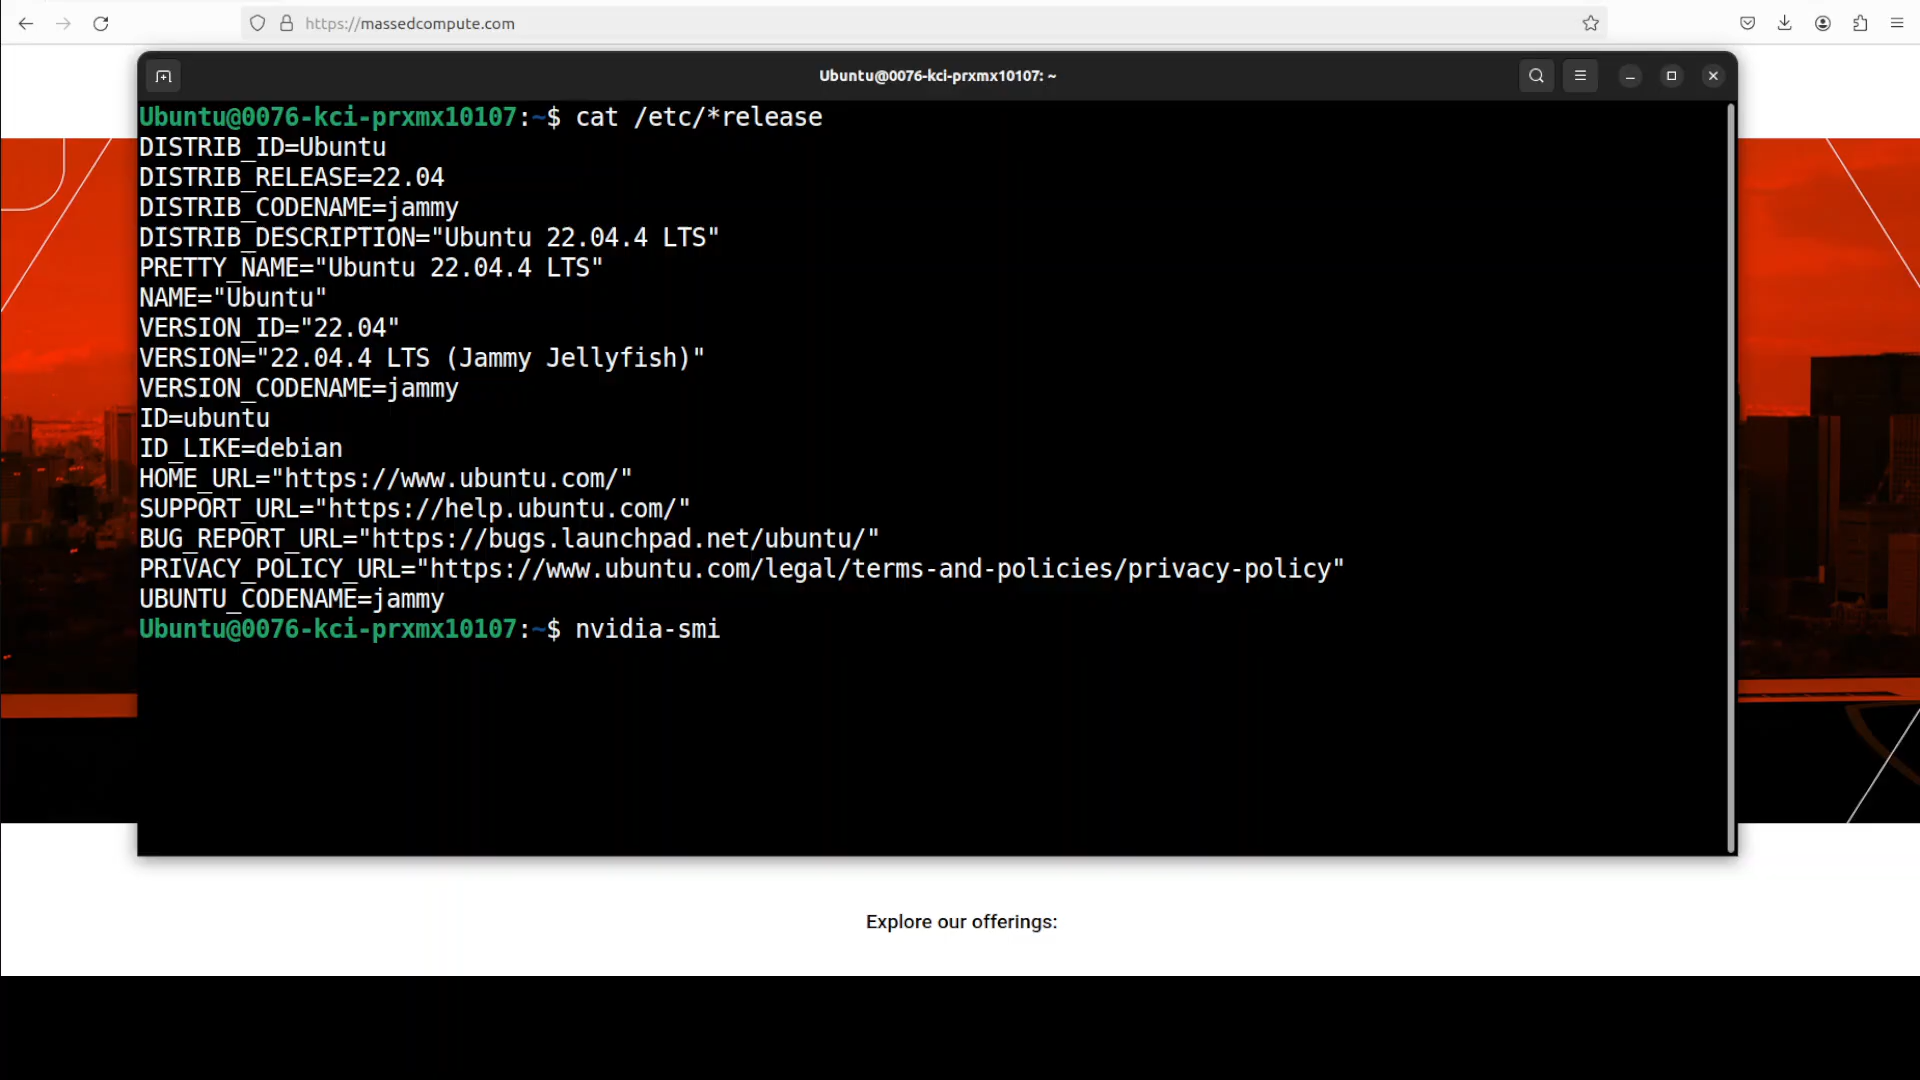 https://massedcompute.com
Ubuntu@0076-kci-prxmx10107: ~
Ubuntu@0076-kci-prxmx10107:~$ cat /etc/*release
DISTRIB_ID=Ubuntu
DISTRIB_RELEASE=22.04
DISTRIB_CODENAME=jammy
DISTRIB_DESCRIPTION="Ubuntu 22.04.4 LTS"
PRETTY_NAME="Ubuntu 22.04.4 LTS"
NAME="Ubuntu"
VERSION_ID="22.04"
VERSION="22.04.4 LTS (Jammy Jellyfish)"
VERSION_CODENAME=jammy
ID=ubuntu
ID_LIKE=debian
HOME_URL="https://www.ubuntu.com/"
SUPPORT_URL="https://help.ubuntu.com/"
BUG_REPORT_URL="https://bugs.launchpad.net/ubuntu/"
PRIVACY_POLICY_URL="https://www.ubuntu.com/legal/terms-and-policies/privacy-policy"
UBUNTU_CODENAME=jammy
Ubuntu@0076-kci-prxmx10107:~$ nvidia-smi
Explore our offerings: